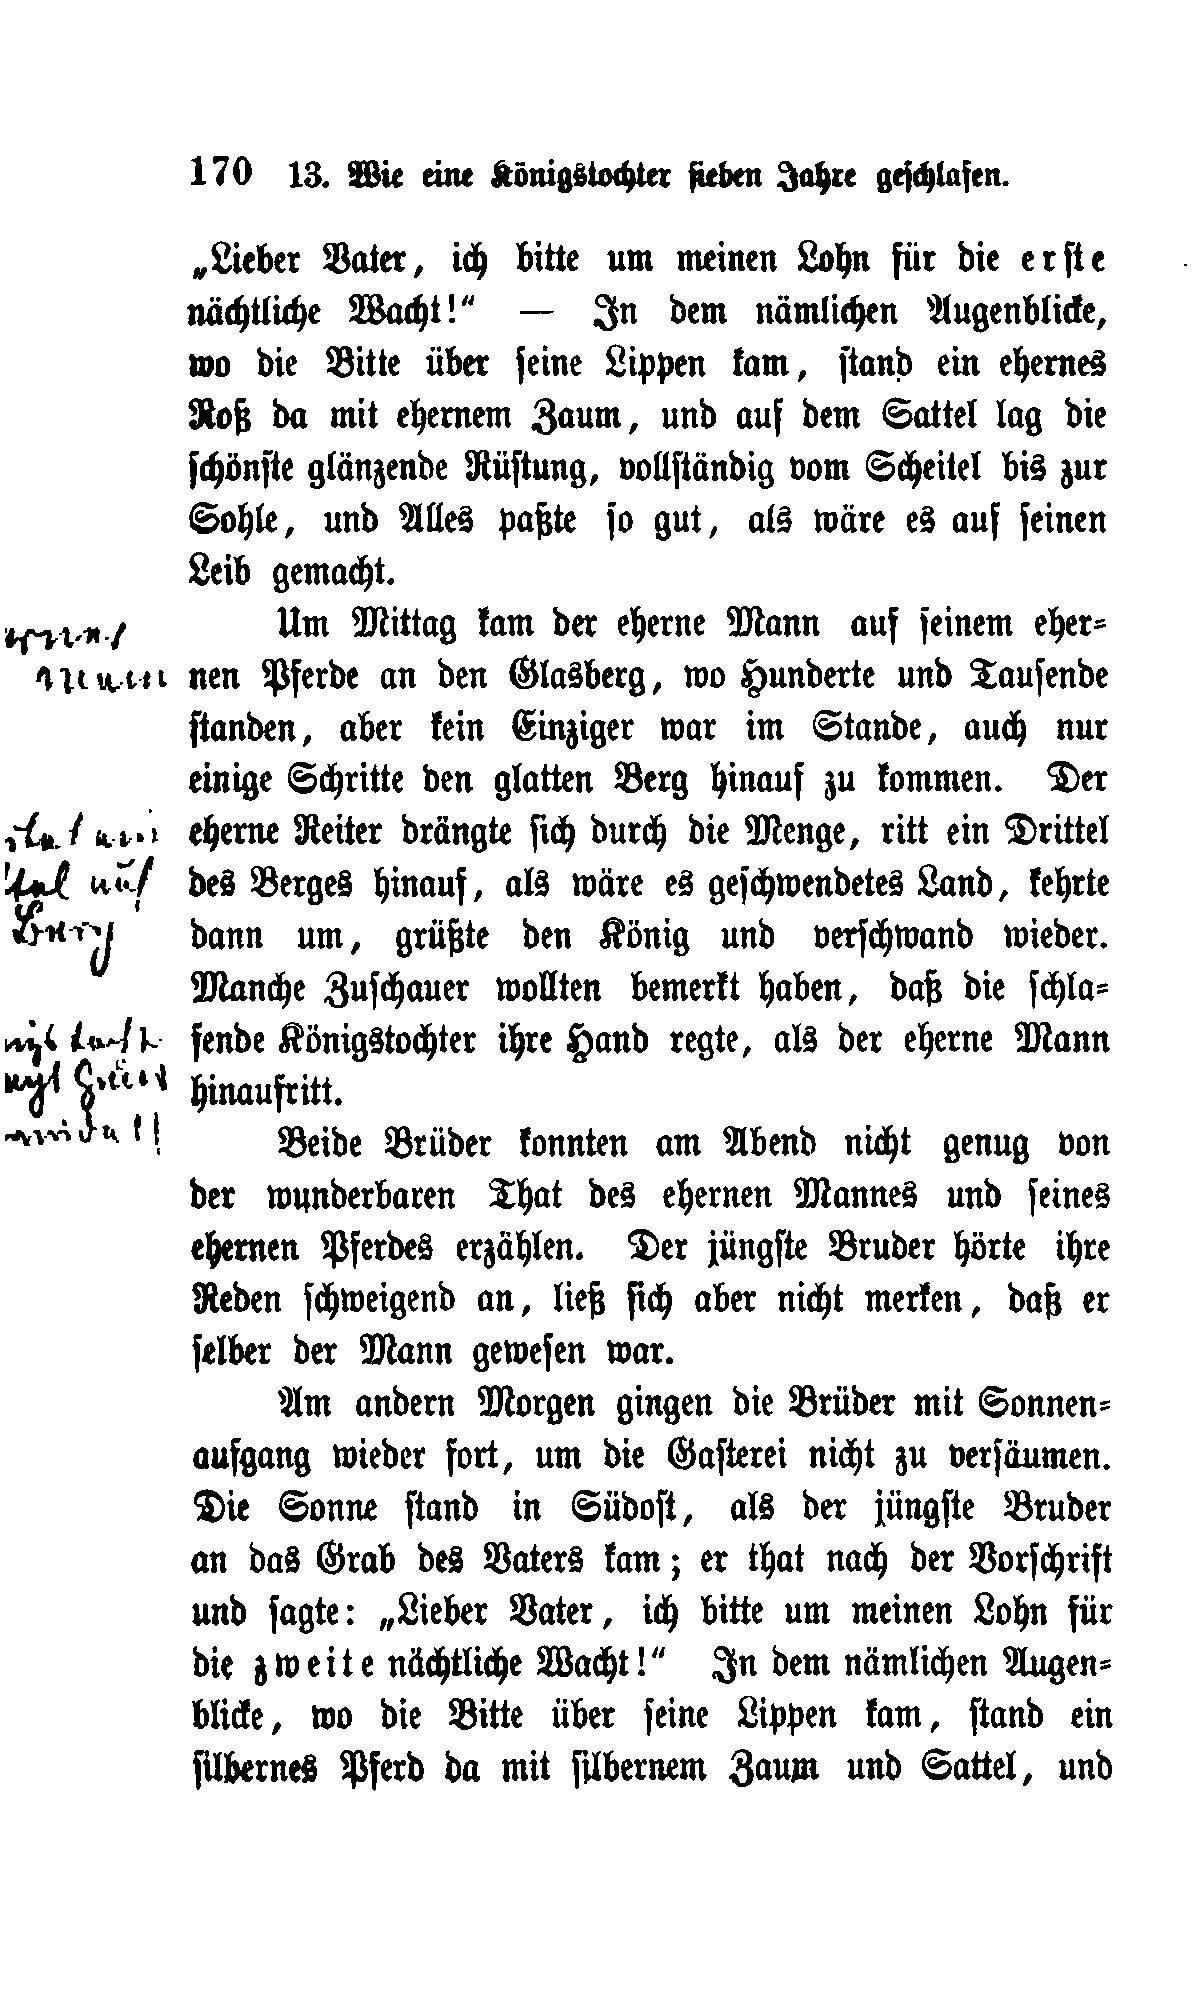 170 13. Wie eine Königstochter sieben Jahre geschlafen.
„Lieber Vater, ich bitte um meinen Lohn für die erste
nächtliche Wacht!“ — In dem nämlichen Augenblicke,
wo die Bitte über seine Lippen kam, stand ein ehernes
Roß da mit ehernem Zaum, und auf dem Sattel lag die
schönste glänzende Rüstung, vollständig vom Scheitel bis zur
Sohle, und Alles paßte so gut, als wäre es auf seinen
Leib gemacht.
Um Mittag kam der eherne Mann auf seinem eher-
nen Pferde an den Glasberg, wo Hunderte und Tausende
standen, aber kein Einziger war im Stande, auch nur
einige Schritte den glatten Berg hinauf zu kommen. Der
eherne Reiter drängte sich durch die Menge, ritt ein Drittel
des Berges hinauf, als wäre es geschwendetes Land, kehrte
dann um, grüßte den König und verschwand wieder.
Manche Zuschauer wollten bemerkt haben, daß die schla-
fende Königstochter ihre Hand regte, als der eherne Mann
hinaufritt.
Beide Brüder konnten am Abend nicht genug von
der wunderbaren That des ehernen Mannes und seines
ehernen Pferdes erzählen. Der jüngste Bruder hörte ihre
Reden schweigend an, ließ sich aber nicht merken, daß er
selber der Mann gewesen war.
Am andern Morgen gingen die Brüder mit Sonnen-
aufgang wieder fort, um die Gasterei nicht zu versäumen.
Die Sonne stand in Südost, als der jüngste Bruder
an das Grab des Vaters kam; er that nach der Vorschrift
und sagte: „Lieber Vater, ich bitte um meinen Lohn für
die zweite nächtliche Wacht!“ In dem nämlichen Augen-
blicke, wo die Bitte über seine Lippen kam, stand ein
silbernes Pferd da mit silbernem Zaum und Sattel, und